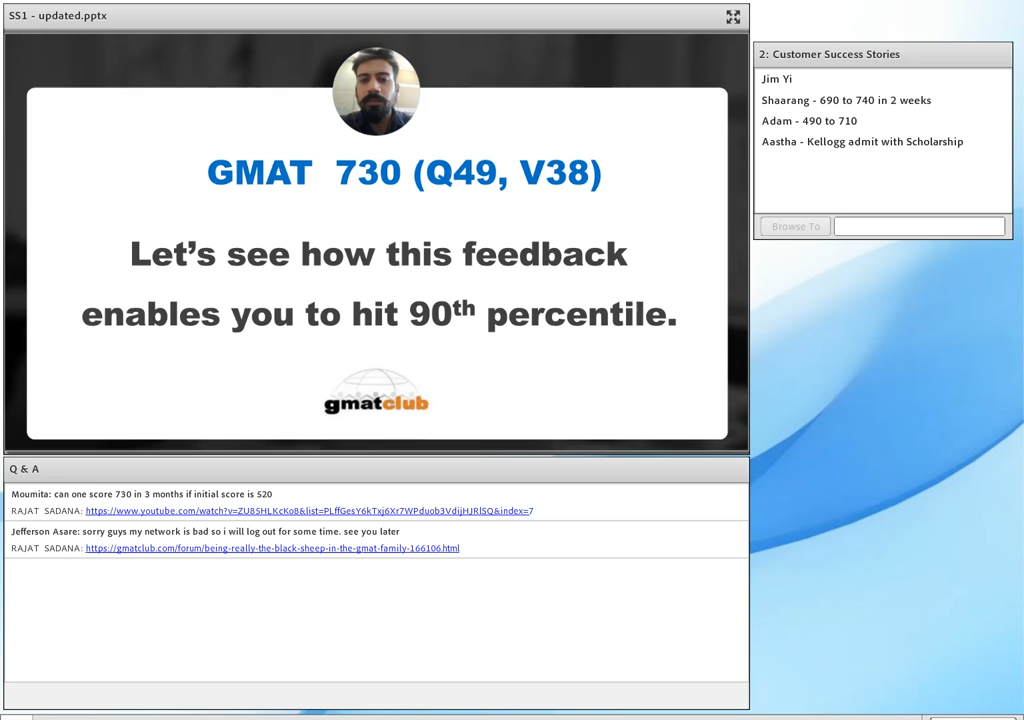 SS1 - updated.pptx
GMAT 730 (Q49, V38)
Let's see how this feedback
enables you to hit 90th percentile.
gmatclub
2: Customer Success Stories
Jim Yi
Shaarang - 690 to 740 in 2 weeks
Adam - 490 to 710
Aastha - Kellogg admit with Scholarship
Browse To
Q & A
Moumita: can one score 730 in 3 months if initial score is 520
RAJAT SADANA: https://www.youtube.com/watch?v=ZU85HLKcKo8&list=PLffGesY6kTxj6Xr7WPduob3VdijHJRlSQ&index=7
Jefferson Asare: sorry guys my network is bad so i will log out for some time. see you later
RAJAT SADANA: https://gmatclub.com/forum/being-really-the-black-sheep-in-the-gmat-family-166106.html